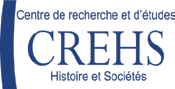 Centre de recherche et d'études
CREHS
Histoire et Sociétés